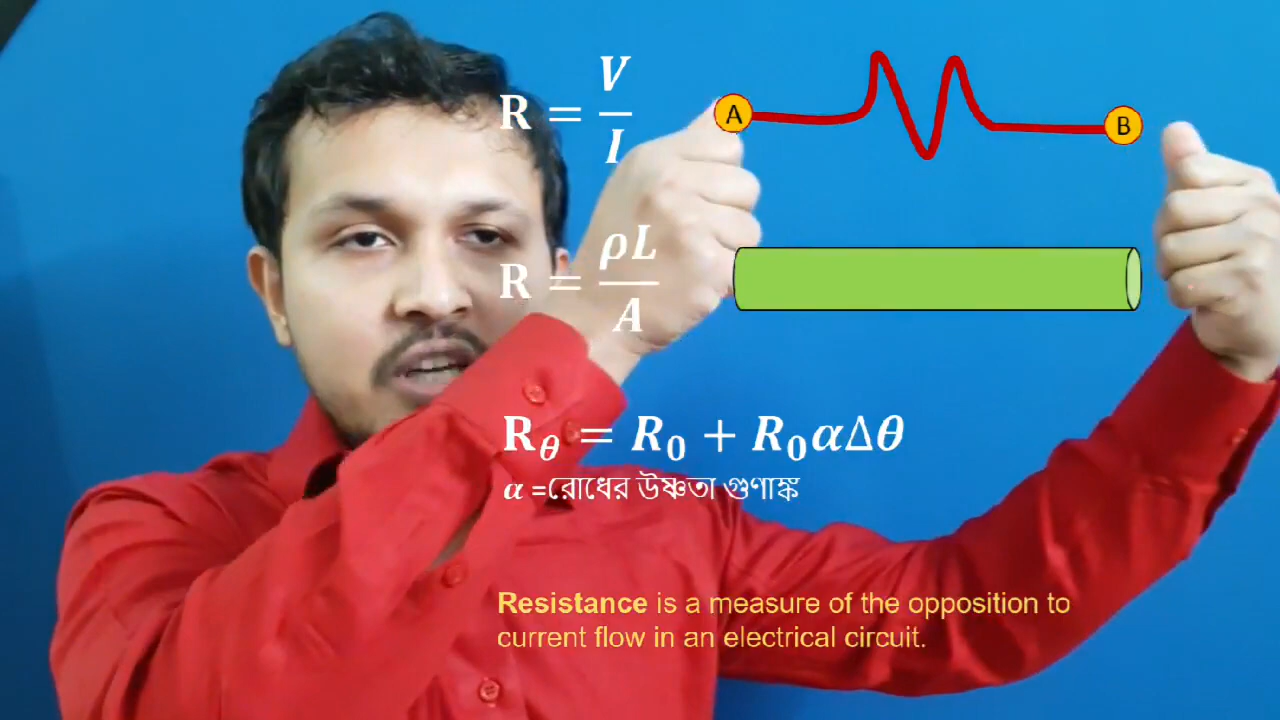 R = V/I
A
B
R = ρL/A
R_θ = R_0 + R_0αΔθ
α =রোধের উষ্ণতা গুণাঙ্ক
Resistance is a measure of the opposition to
current flow in an electrical circuit.